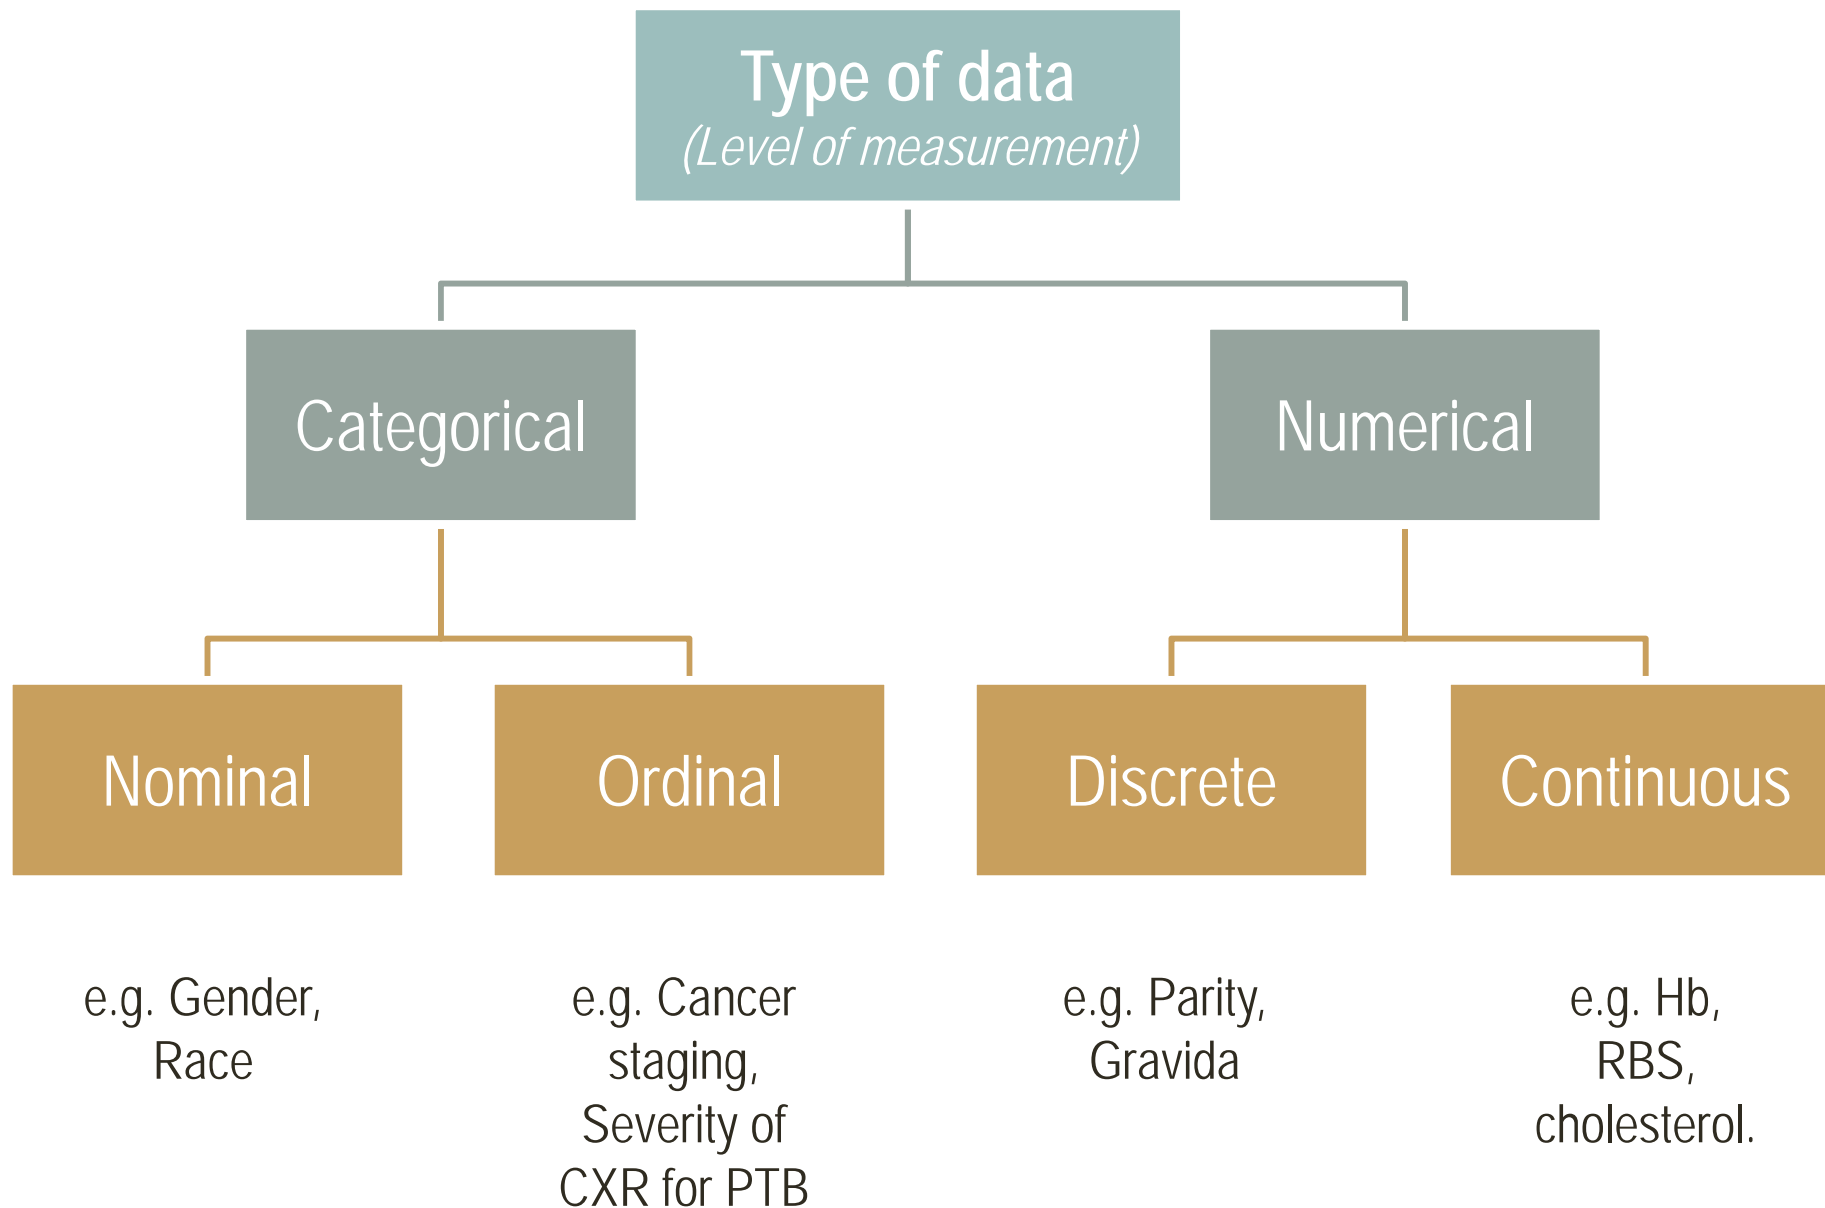 Type of data
(Level of measurement)
Categorical
Numerical
Nominal
Ordinal
Discrete
Continuous
e.g. Gender,
Race
e.g. Cancer
staging,
Severity of
CXR for PTB
e.g. Parity,
Gravida
e.g. Hb,
RBS,
cholesterol.